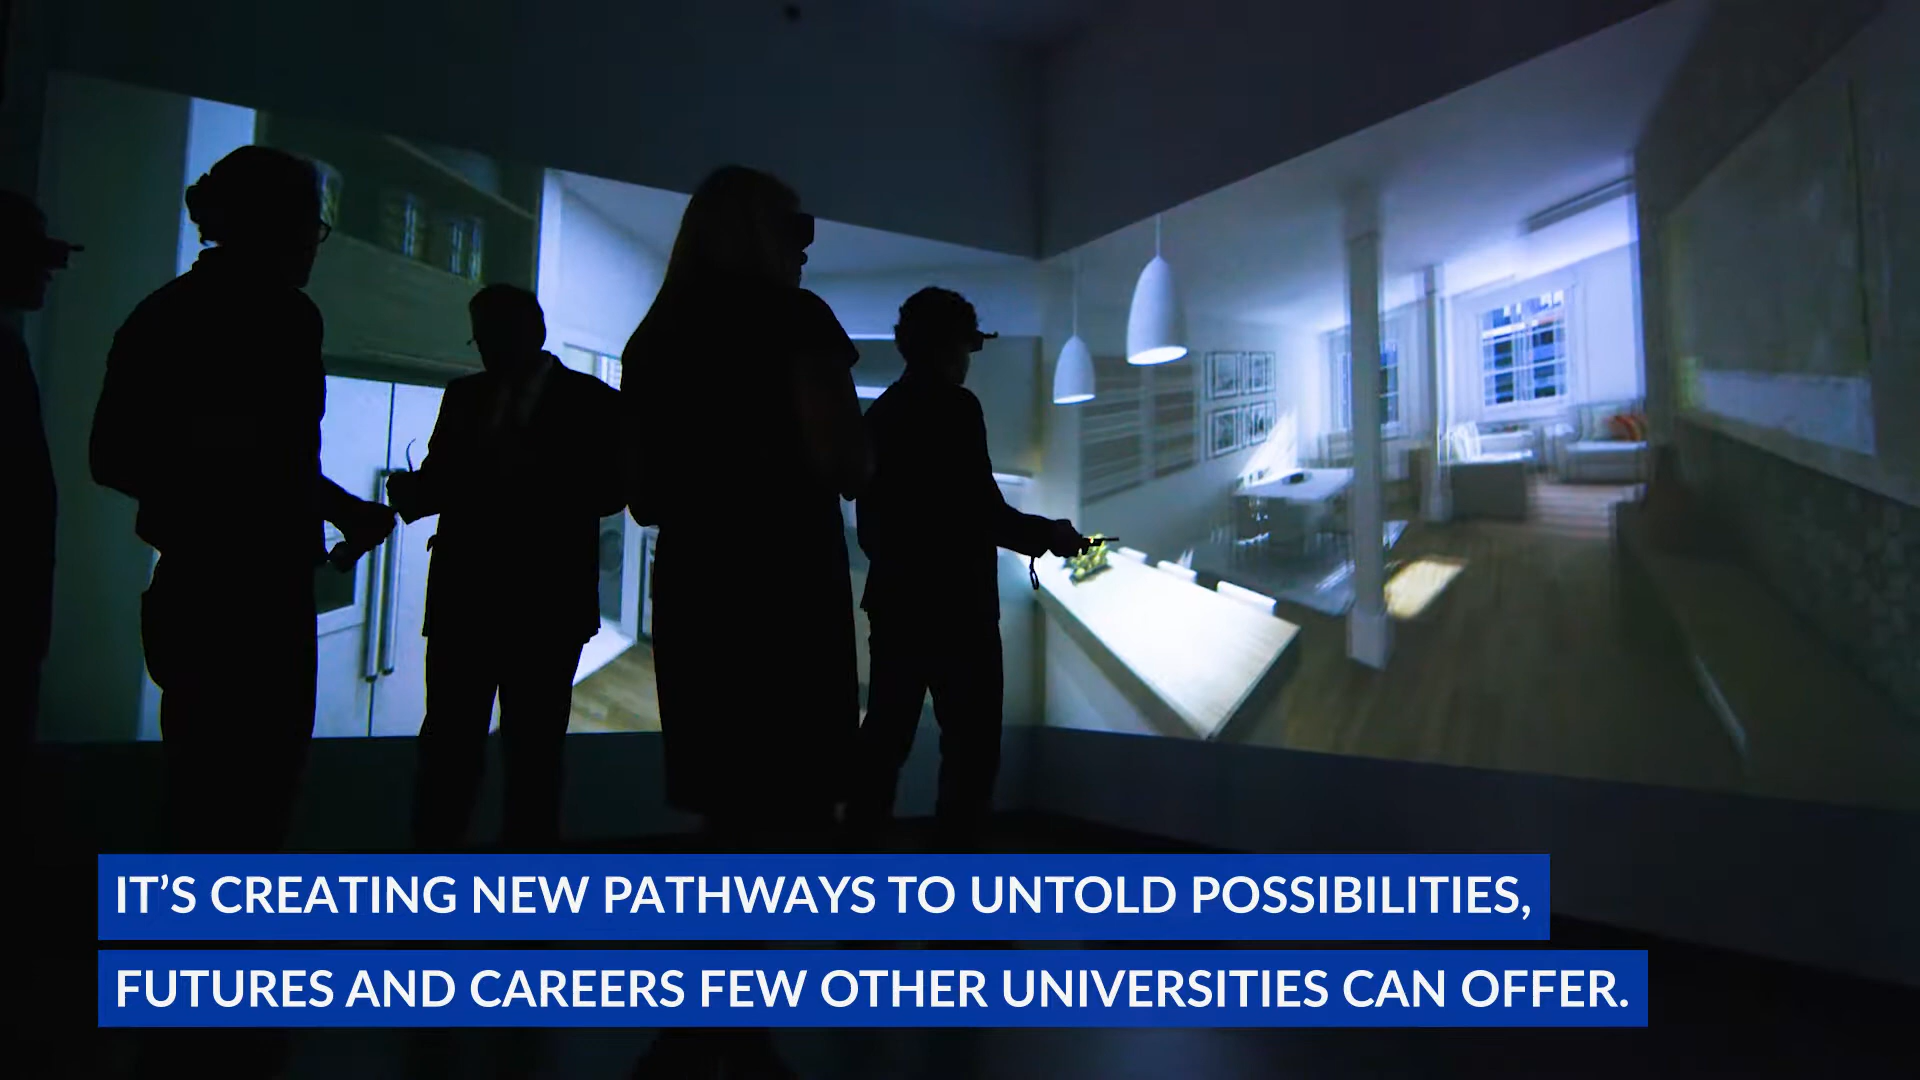 IT’S CREATING NEW PATHWAYS TO UNTOLD POSSIBILITIES,
FUTURES AND CAREERS FEW OTHER UNIVERSITIES CAN OFFER.